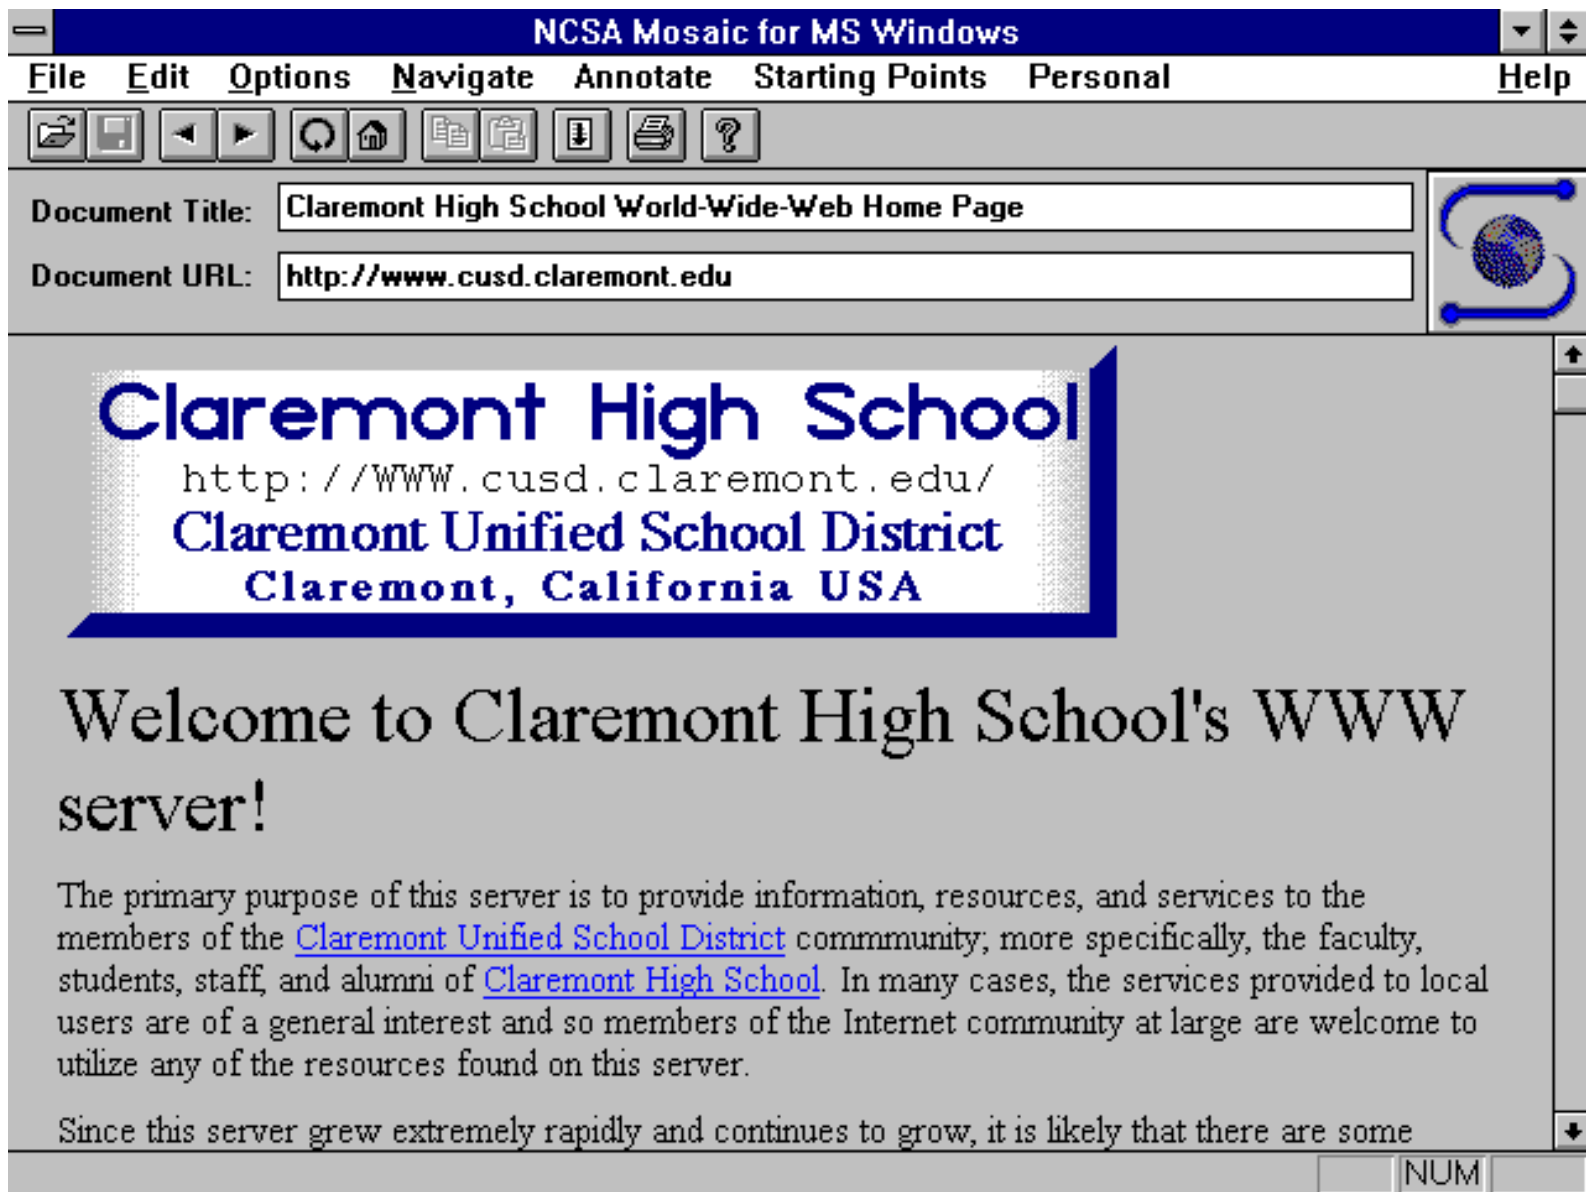 NCSA Mosaic for MS Windows
File Edit Options Navigate Annotate Starting Points Personal Help
Document Title: Claremont High School World-Wide-Web Home Page
Document URL: http://www.cusd.claremont.edu
Claremont High School
http://WWW.cusd.claremont.edu/
Claremont Unified School District
Claremont, California USA
Welcome to Claremont High School's WWW
server!
The primary purpose of this server is to provide information, resources, and services to the
members of the Claremont Unified School District commmunity; more specifically, the faculty,
students, staff, and alumni of Claremont High School. In many cases, the services provided to local
users are of a general interest and so members of the Internet community at large are welcome to
utilize any of the resources found on this server.
Since this server grew extremely rapidly and continues to grow, it is likely that there are some
NUM